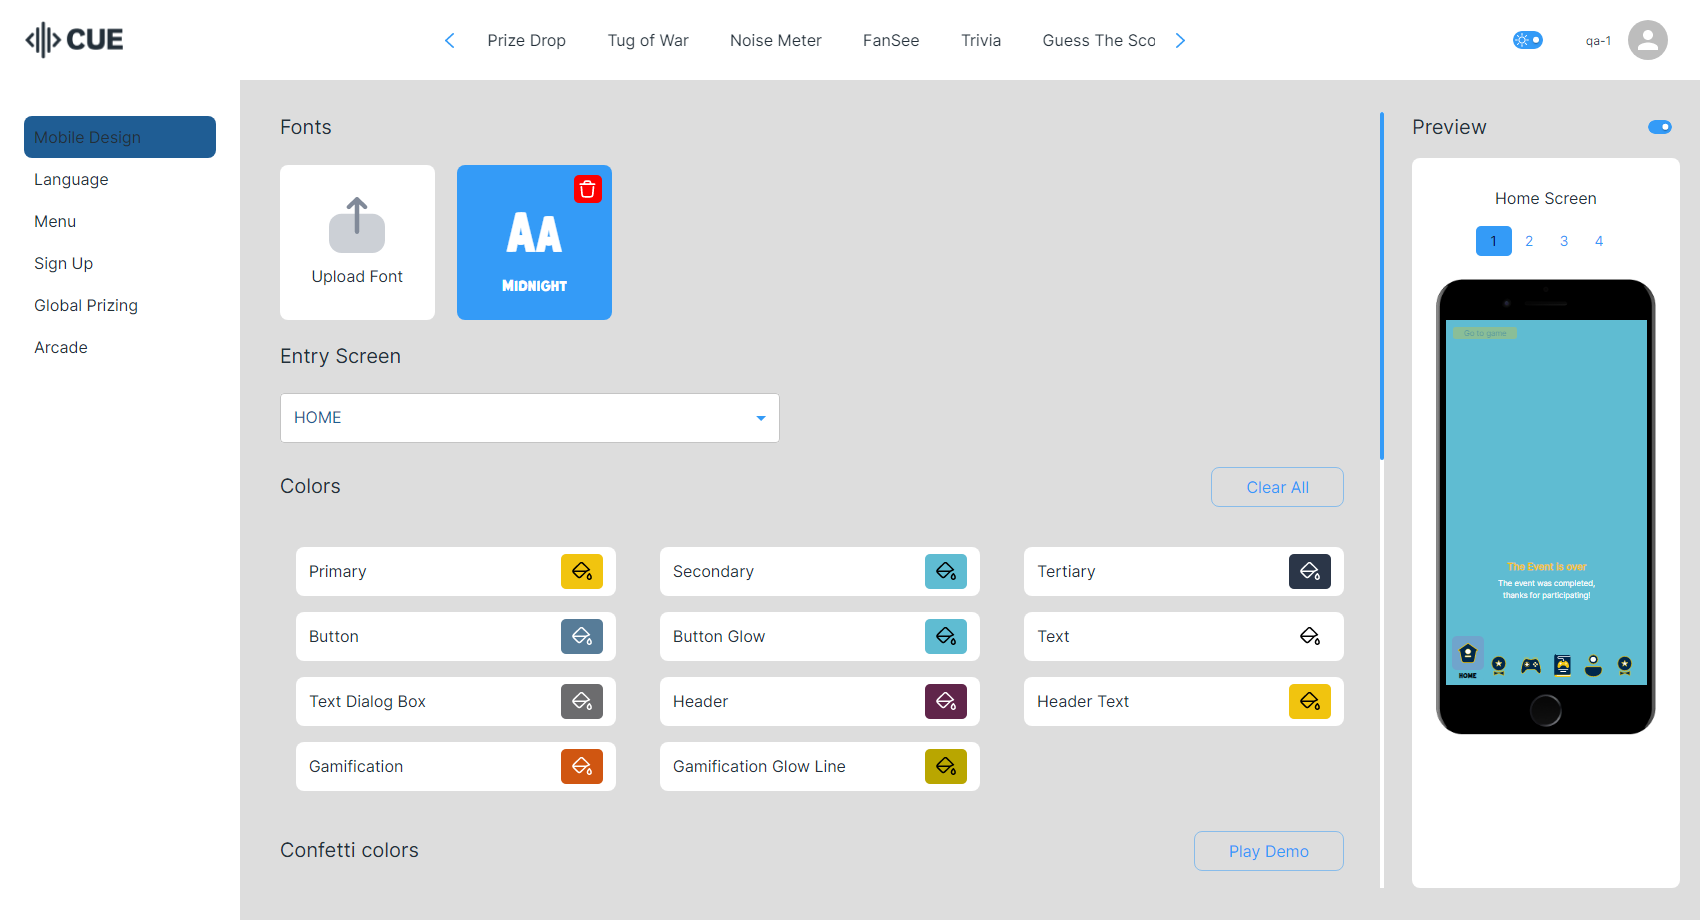 CUE
Prize Drop
Tug of War
Noise Meter
FanSee
Trivia
Guess The Sco
qa-1
Mobile Design
Language
Menu
Sign Up
Global Prizing
Arcade
Fonts
Upload Font
AA
MIDNIGHT
Entry Screen
HOME
Colors
Clear All
Primary
Secondary
Tertiary
Button
Button Glow
Text
Text Dialog Box
Header
Header Text
Gamification
Gamification Glow Line
Confetti colors
Play Demo
Preview
Home Screen
1 2 3 4
Go to game
The Event is over
The event was completed,
thanks for participating!
HOME